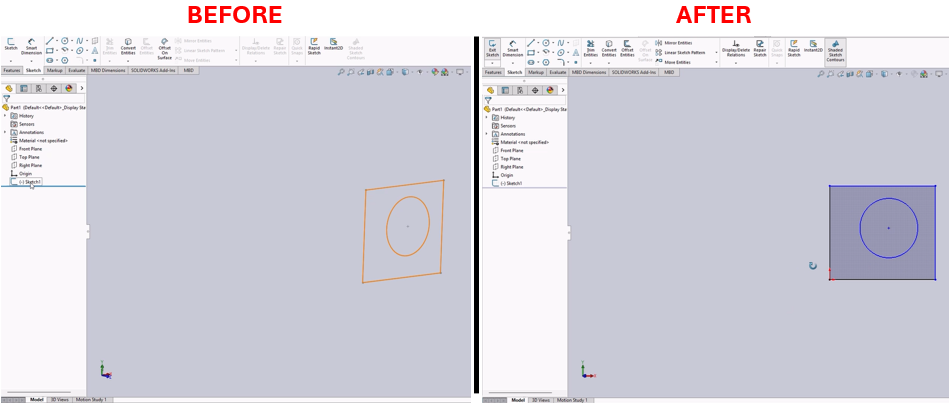 BEFORE
AFTER
Sketch
Smart Dimension
Trim Entities
Convert Entities
Offset Entities
Offset On Surface
Mirror Entities
Linear Sketch Pattern
Move Entities
Display/Delete Relations
Repair Sketch
Quick Snaps
Rapid Sketch
Instant2D
Features Sketch Markup Evaluate MBD Dimensions SOLIDWORKS Add-Ins MBD
Part1 (Default<<Default>_Display Sta
History
Sensors
Annotations
Material <not specified>
Front Plane
Top Plane
Right Plane
Origin
(-) Sketch1
Model 3D Views Motion Study 1
Exit Sketch
Smart Dimension
Trim Entities
Convert Entities
Offset Entities
Offset On Surface
Mirror Entities
Linear Sketch Pattern
Move Entities
Display/Delete Relations
Repair Sketch
Quick Snaps
Rapid Sketch
Instant2D
Shaded Sketch Contours
Features Sketch Markup Evaluate MBD Dimensions SOLIDWORKS Add-Ins MBD
Part1 (Default<<Default>_Display Sta
History
Sensors
Annotations
Material <not specified>
Front Plane
Top Plane
Right Plane
Origin
(-) Sketch1
Model 3D Views Motion Study 1